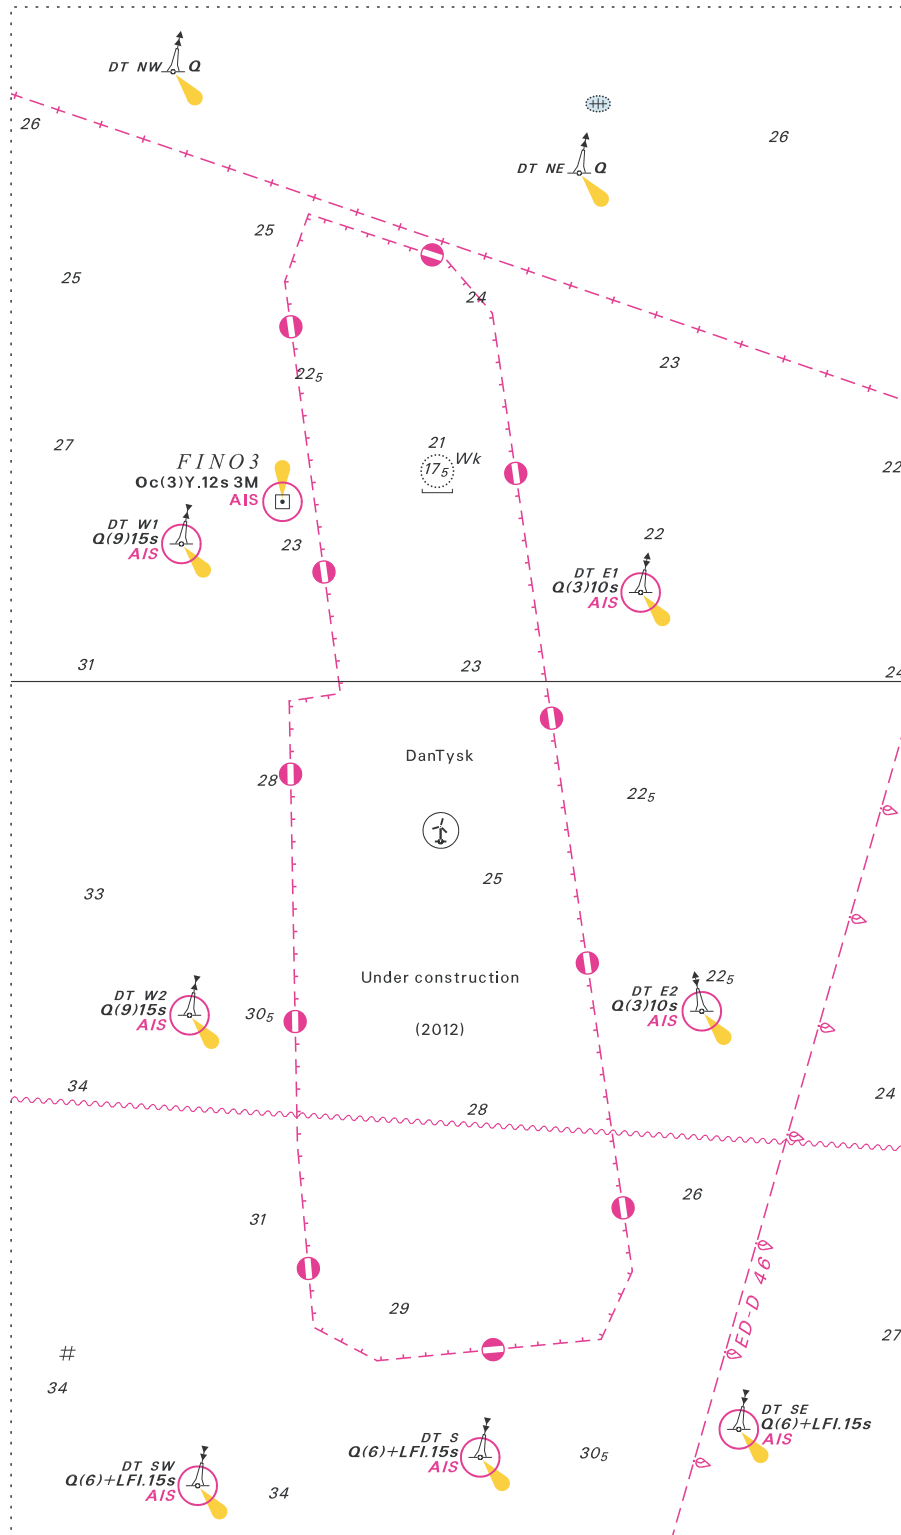 DT NW Q
26
DT NE Q
26
25
25
24
23
22₅
27
21
17₅ Wk
22
FINO3
Oc(3)Y.12s 3M
AIS
DT W1
Q(9)15s
AIS
23
22
DT E1
Q(3)10s
AIS
31
23
24
DanTysk
28
22₅
25
33
Under construction
(2012)
DT W2
Q(9)15s
AIS
30₅
DT E2
Q(3)10s
AIS
22₅
34
28
24
26
31
ED-D 46
29
27
#
34
DT SE
Q(6)+LFl.15s
AIS
DT S
Q(6)+LFl.15s
AIS
30₅
DT SW
Q(6)+LFl.15s
AIS
34